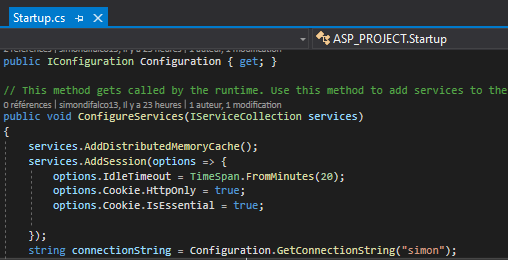 Startup.cs
ASP_PROJECT.Startup
2 références | simondifalco13, Il y a 23 heures | 1 auteur, 1 modification
public IConfiguration Configuration { get; }
// This method gets called by the runtime. Use this method to add services to the
0 références | simondifalco13, Il y a 23 heures | 1 auteur, 1 modification
public void ConfigureServices(IServiceCollection services)
{
services.AddDistributedMemoryCache();
services.AddSession(options => {
options.IdleTimeout = TimeSpan.FromMinutes(20);
options.Cookie.HttpOnly = true;
options.Cookie.IsEssential = true;
});
string connectionString = Configuration.GetConnectionString("simon");